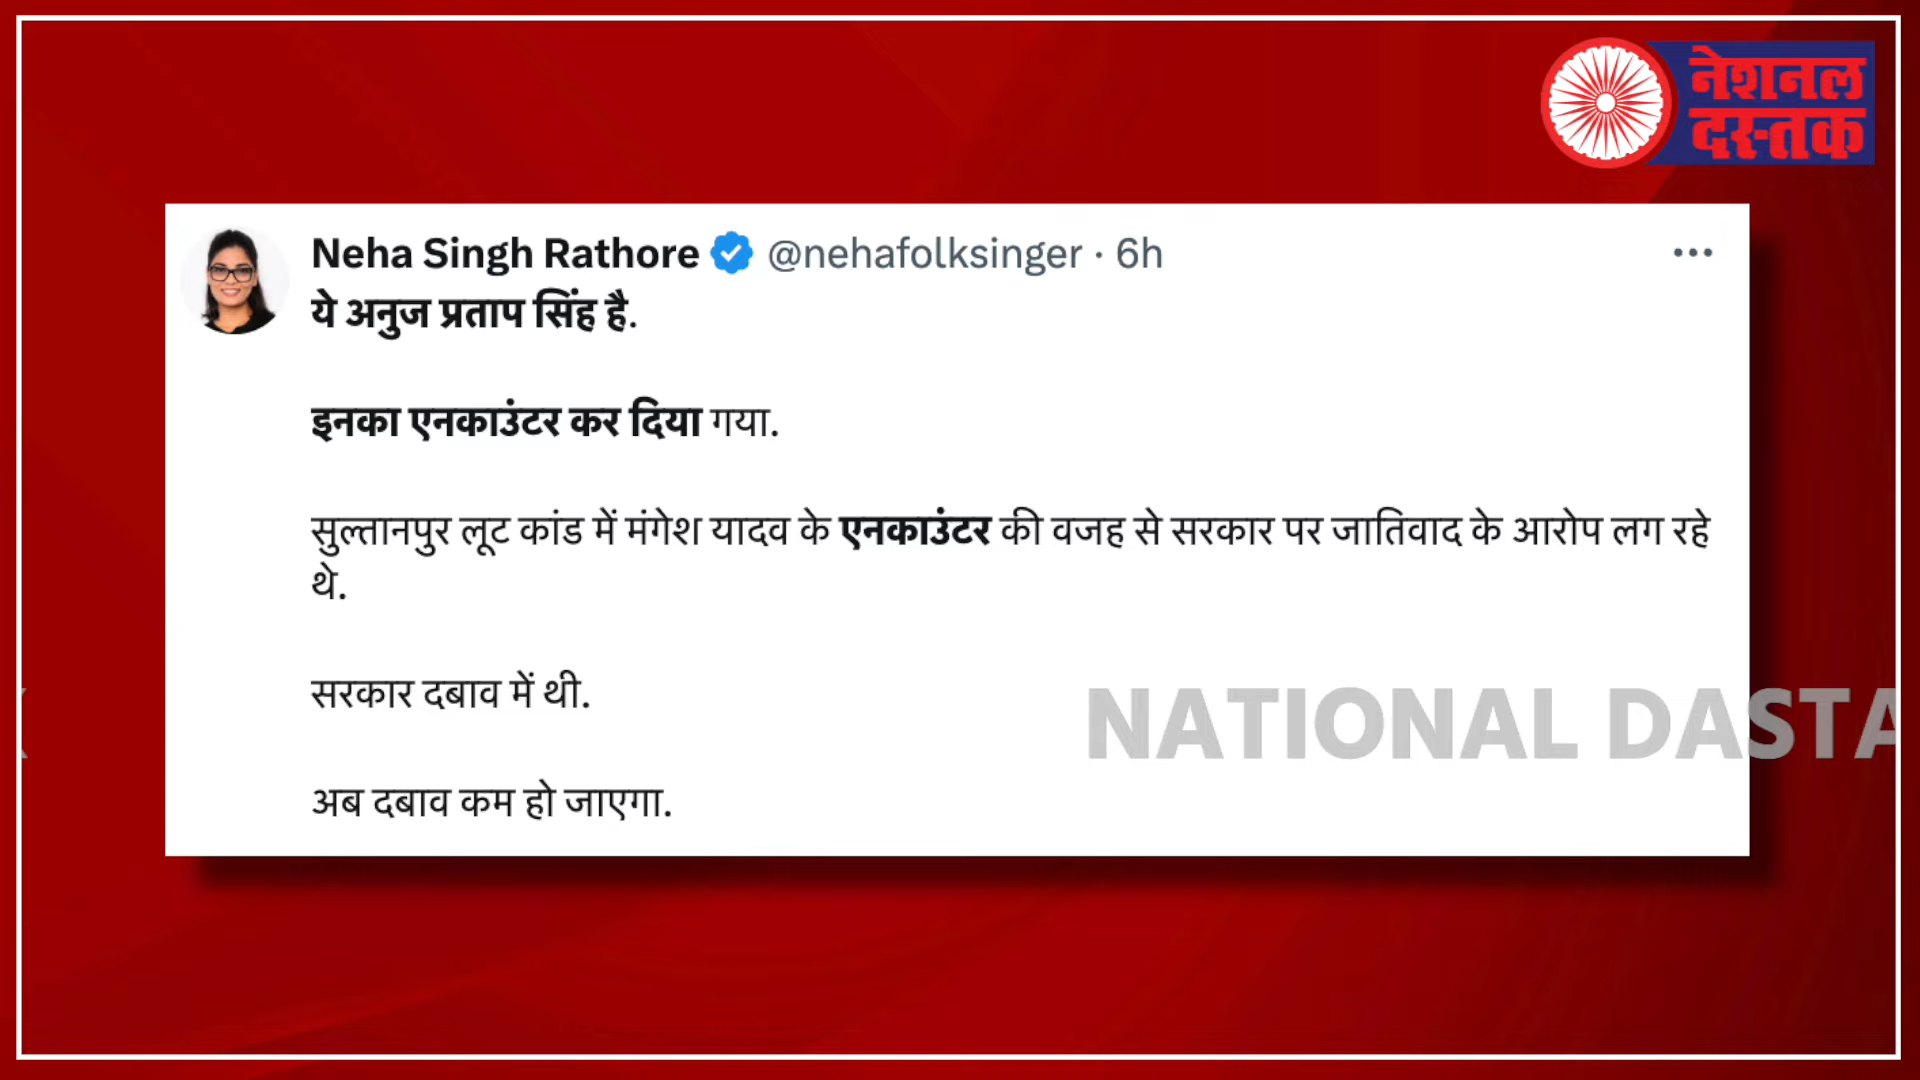 नेशनल
दस्तक
Neha Singh Rathore @nehafolksinger · 6h
ये अनुज प्रताप सिंह है.
इनका एनकाउंटर कर दिया गया.
सुल्तानपुर लूट कांड में मंगेश यादव के एनकाउंटर की वजह से सरकार पर जातिवाद के आरोप लग रहे
थे.
सरकार दबाव में थी.
NATIONAL DASTA
अब दबाव कम हो जाएगा.